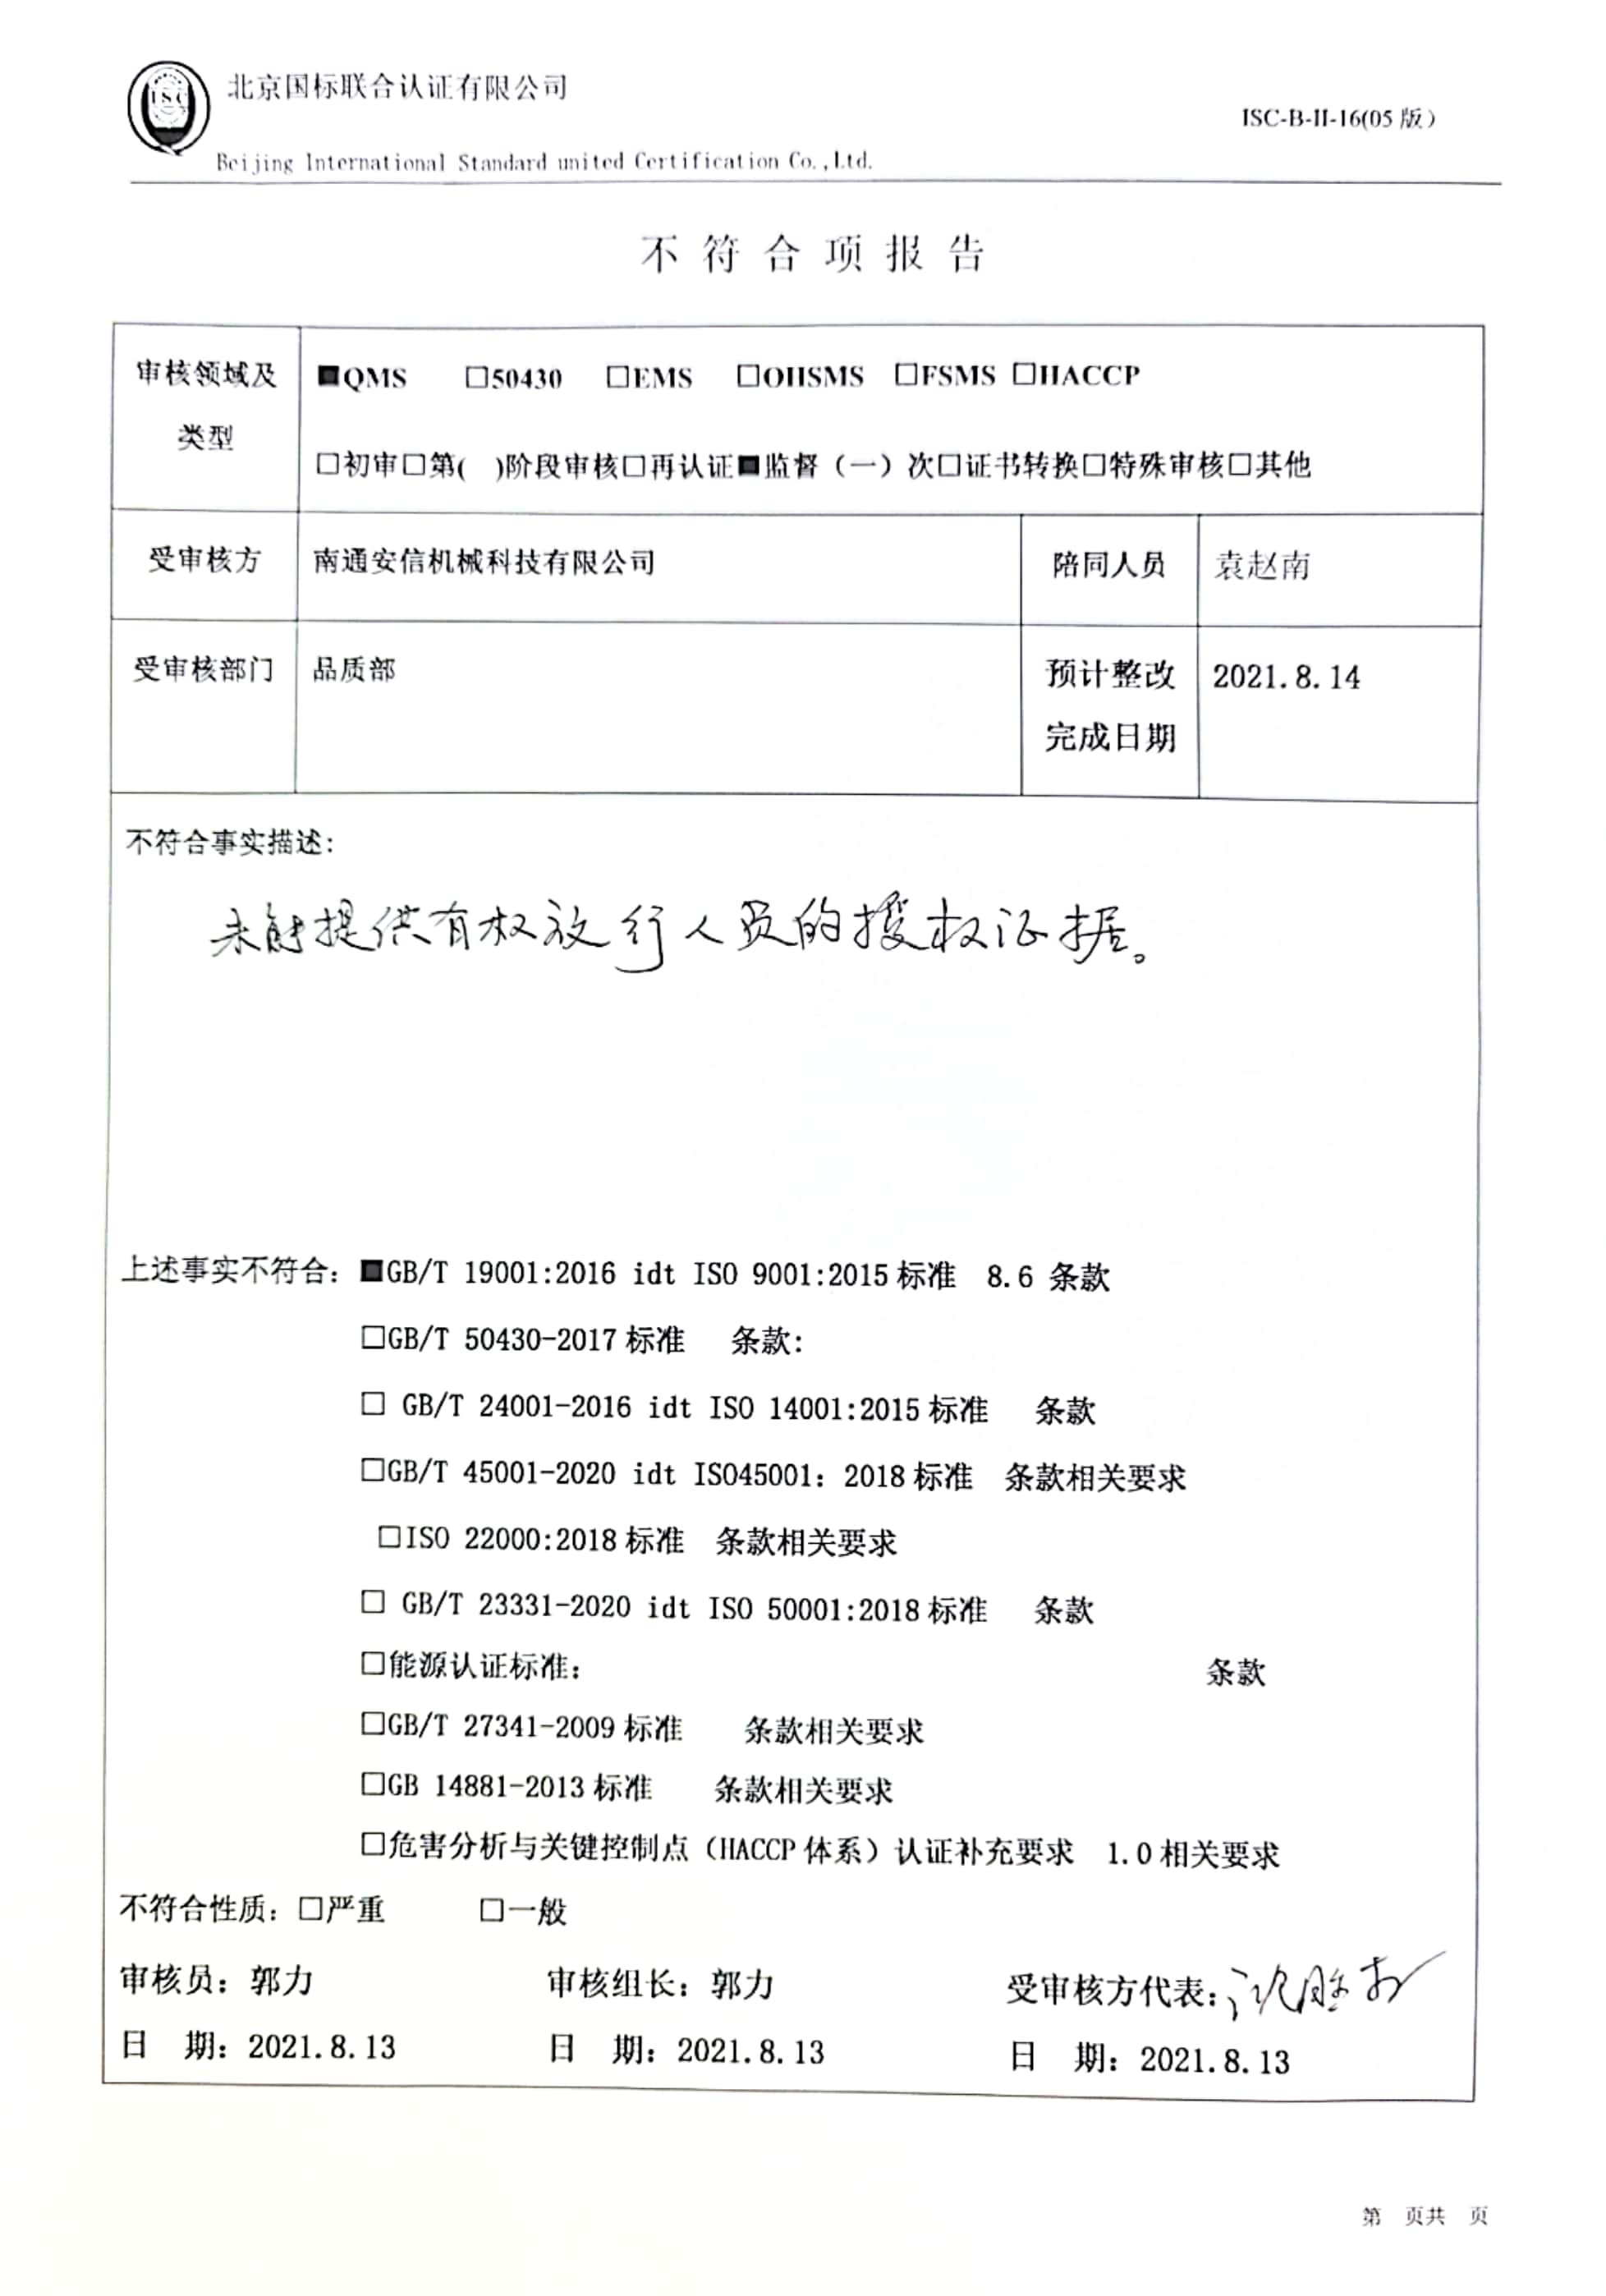 北京国标联合认证有限公司
ISC-B-II-16(05 版）
Beijing International Standard united Certification Co.,Ltd.
不符合项报告
审核领域及类型
■QMS □50430 □EMS □OHSMS □FSMS □HACCP
□初审□第( )阶段审核□再认证■监督（一）次□证书转换□特殊审核□其他
受审核方 南通安信机械科技有限公司 陪同人员 袁赵南
受审核部门 品质部 预计整改完成日期 2021.8.14
不符合事实描述：
未能提供有权放行人员的授权证据。
上述事实不符合：■GB/T 19001:2016 idt ISO 9001:2015 标准 8.6 条款
□GB/T 50430-2017 标准 条款：
□ GB/T 24001-2016 idt ISO 14001:2015 标准 条款
□GB/T 45001-2020 idt ISO45001：2018 标准 条款相关要求
□ISO 22000:2018 标准 条款相关要求
□ GB/T 23331-2020 idt ISO 50001:2018 标准 条款
□能源认证标准： 条款
□GB/T 27341-2009 标准 条款相关要求
□GB 14881-2013 标准 条款相关要求
□危害分析与关键控制点（HACCP 体系）认证补充要求 1.0 相关要求
不符合性质：□严重 □一般
审核员：郭力 审核组长：郭力 受审核方代表：
日 期：2021.8.13 日 期：2021.8.13 日 期：2021.8.13
第 页共 页